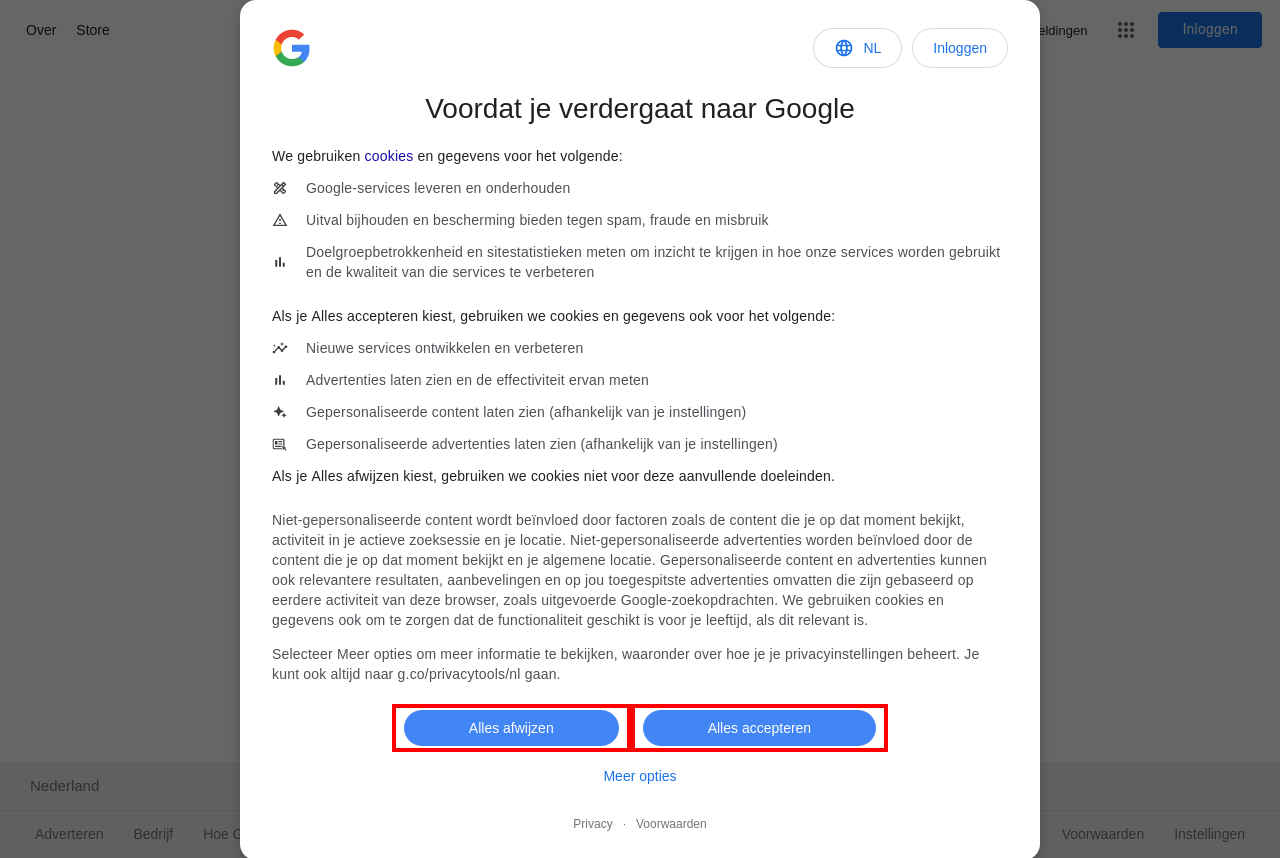 Over Store
eldingen
Inloggen
NL
Inloggen
Voordat je verdergaat naar Google
We gebruiken cookies en gegevens voor het volgende:
Google-services leveren en onderhouden
Uitval bijhouden en bescherming bieden tegen spam, fraude en misbruik
Doelgroepbetrokkenheid en sitestatistieken meten om inzicht te krijgen in hoe onze services worden gebruikt
en de kwaliteit van die services te verbeteren
Als je Alles accepteren kiest, gebruiken we cookies en gegevens ook voor het volgende:
Nieuwe services ontwikkelen en verbeteren
Advertenties laten zien en de effectiviteit ervan meten
Gepersonaliseerde content laten zien (afhankelijk van je instellingen)
Gepersonaliseerde advertenties laten zien (afhankelijk van je instellingen)
Als je Alles afwijzen kiest, gebruiken we cookies niet voor deze aanvullende doeleinden.
Niet-gepersonaliseerde content wordt beïnvloed door factoren zoals de content die je op dat moment bekijkt,
activiteit in je actieve zoeksessie en je locatie. Niet-gepersonaliseerde advertenties worden beïnvloed door de
content die je op dat moment bekijkt en je algemene locatie. Gepersonaliseerde content en advertenties kunnen
ook relevantere resultaten, aanbevelingen en op jou toegespitste advertenties omvatten die zijn gebaseerd op
eerdere activiteit van deze browser, zoals uitgevoerde Google-zoekopdrachten. We gebruiken cookies en
gegevens ook om te zorgen dat de functionaliteit geschikt is voor je leeftijd, als dit relevant is.
Selecteer Meer opties om meer informatie te bekijken, waaronder over hoe je je privacyinstellingen beheert. Je
kunt ook altijd naar g.co/privacytools/nl gaan.
Alles afwijzen
Alles accepteren
Meer opties
Privacy · Voorwaarden
Nederland
Adverteren Bedrijf Hoe G
Voorwaarden Instellingen